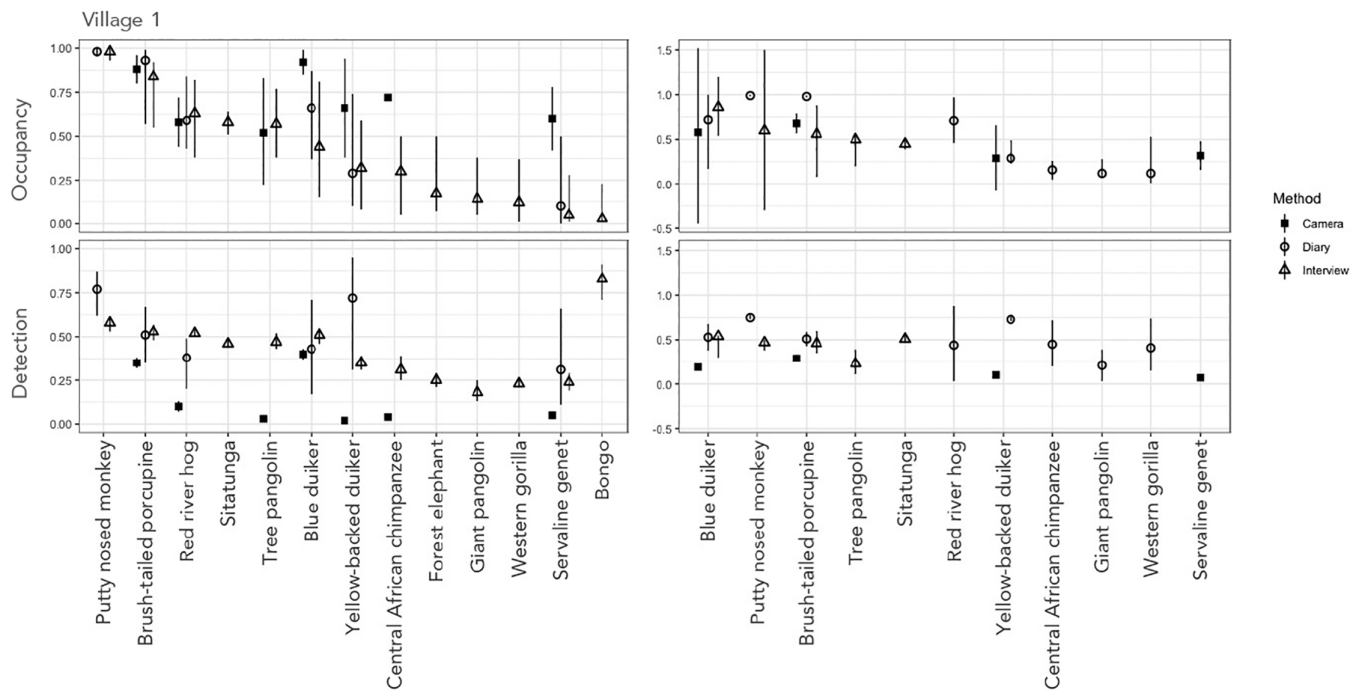 Village 1
Occupancy
1.00
0.75
0.50
0.25
0.00
1.5
1.0
0.5
0.0
-0.5
Detection
1.00
0.75
0.50
0.25
0.00
1.5
1.0
0.5
0.0
-0.5
Putty nosed monkey
Brush-tailed porcupine
Red river hog
Sitatunga
Tree pangolin
Blue duiker
Yellow-backed duiker
Central African chimpanzee
Forest elephant
Giant pangolin
Western gorilla
Servaline genet
Bongo
Blue duiker
Putty nosed monkey
Brush-tailed porcupine
Tree pangolin
Sitatunga
Red river hog
Yellow-backed duiker
Central African chimpanzee
Giant pangolin
Western gorilla
Servaline genet
Method
Camera
Diary
Interview